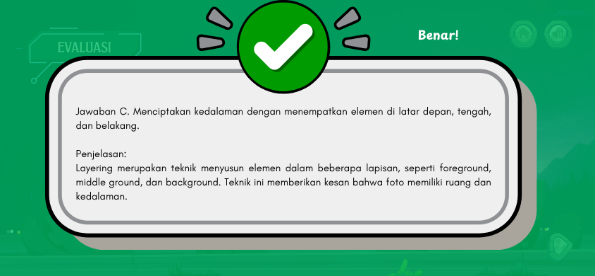 EVALUASI
Benar!
Jawaban C. Menciptakan kedalaman dengan menempatkan elemen di latar depan, tengah,
dan belakang.
Penjelasan:
Layering merupakan teknik menyusun elemen dalam beberapa lapisan, seperti foreground,
middle ground, dan background. Teknik ini memberikan kesan bahwa foto memiliki ruang dan
kedalaman.